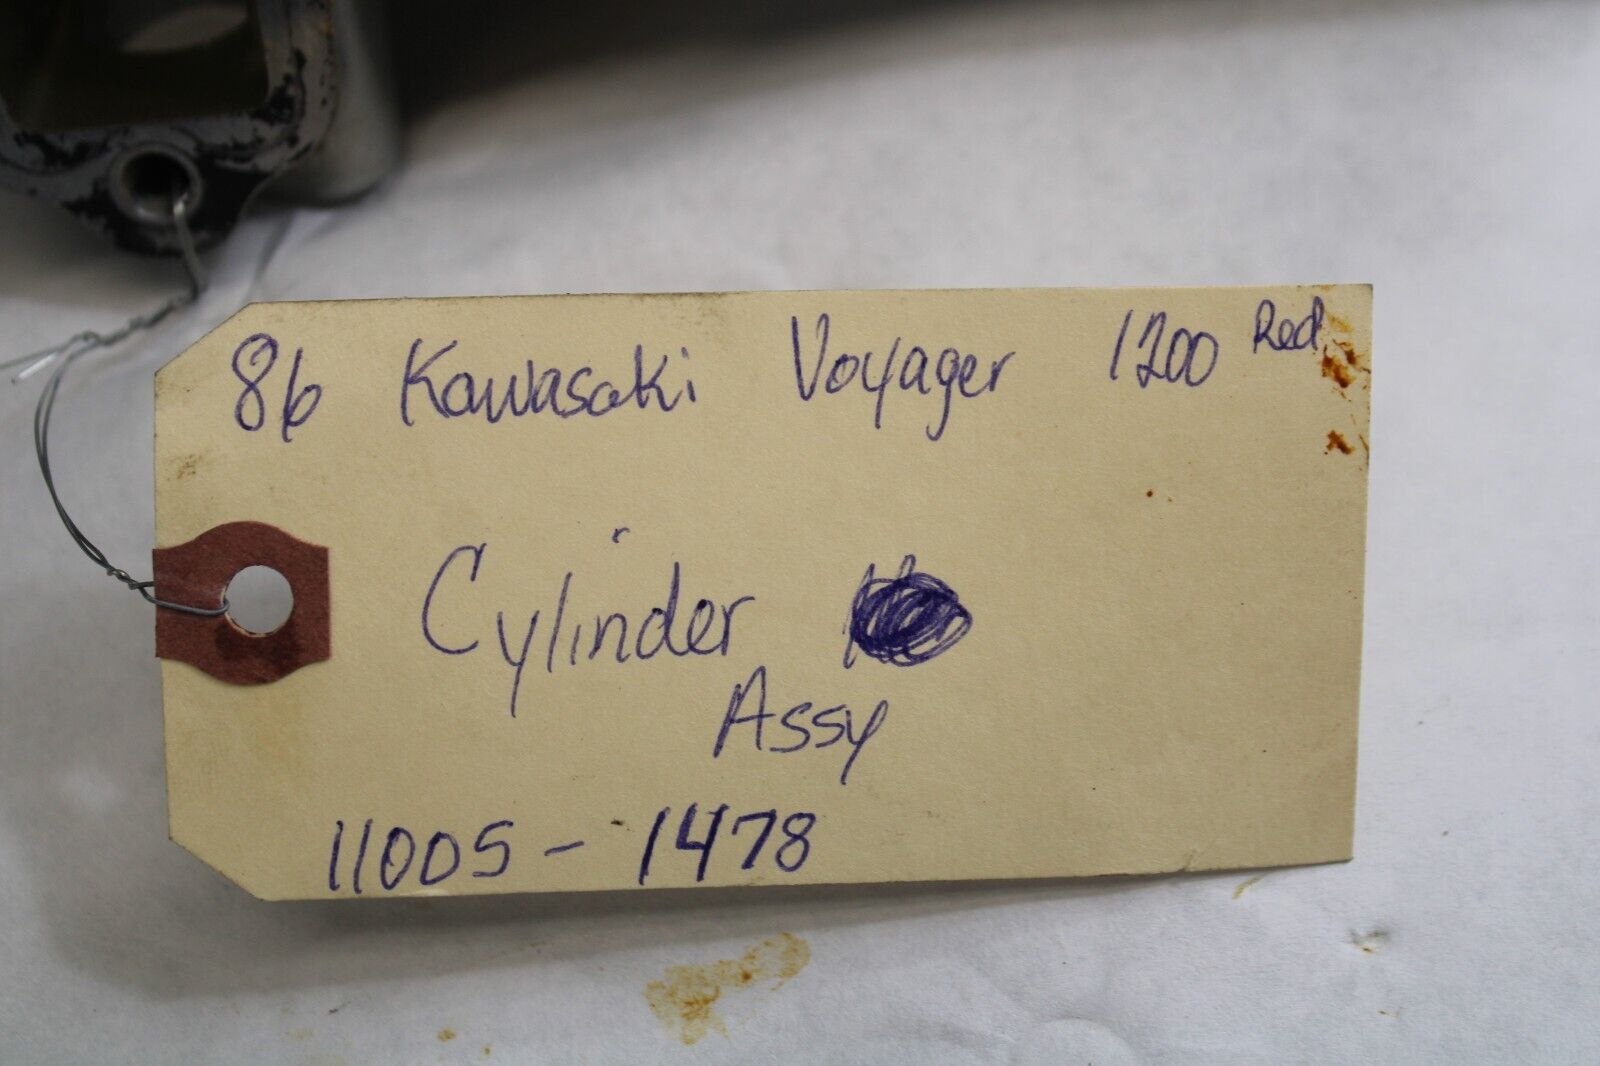 86 Kawasaki Voyager 1200 Red
Cylinder
Assy
11005-1478